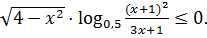 √(4 − x²) · log₀,₅ (x+1)²/(3x+1) ≤ 0.